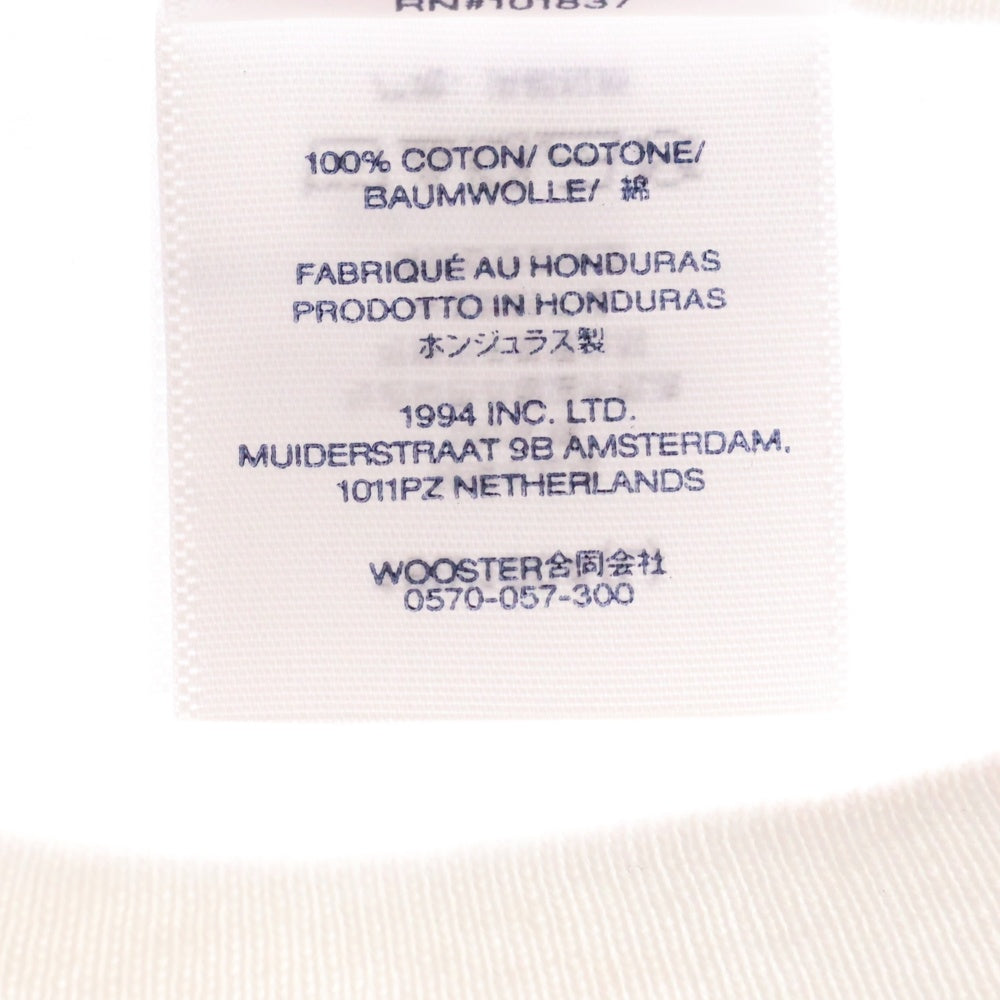 RN#101837
100% COTON/ COTONE/
BAUMWOLLE/ 綿
FABRIQUÉ AU HONDURAS
PRODOTTO IN HONDURAS
ホンジュラス製
1994 INC. LTD.
MUIDERSTRAAT 9B AMSTERDAM,
1011PZ NETHERLANDS
WOOSTER合同会社
0570-057-300